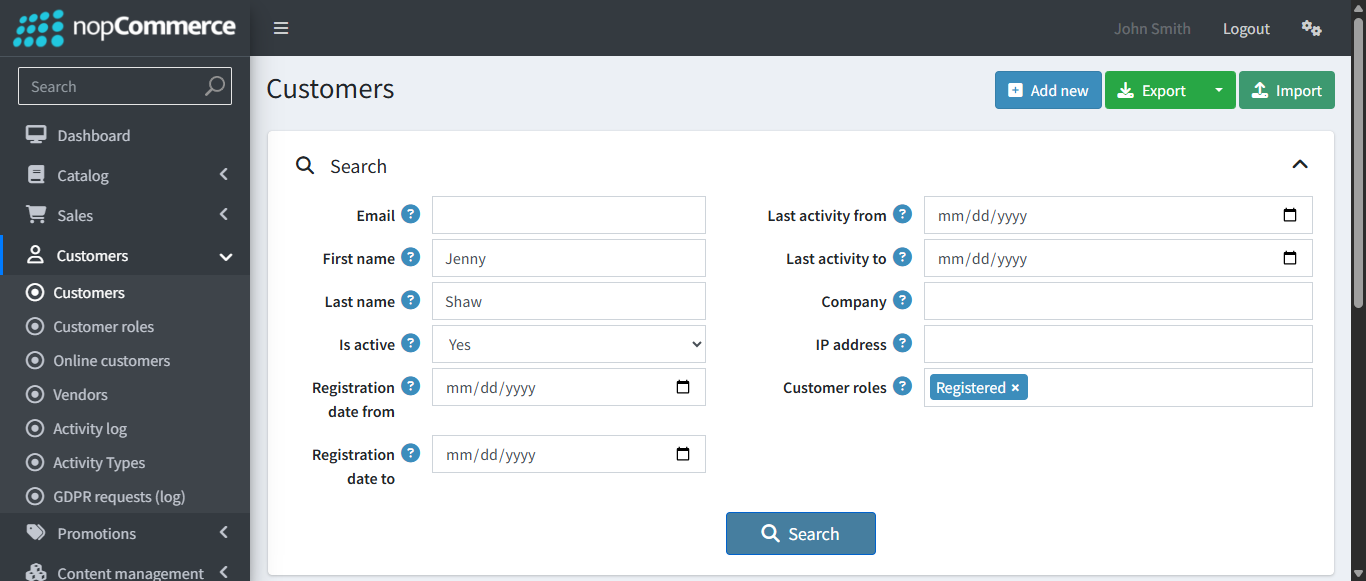 nopCommerce
John Smith
Logout
Search
Dashboard
Catalog
Sales
Customers
Customers
Customer roles
Online customers
Vendors
Activity log
Activity Types
GDPR requests (log)
Promotions
Content management
Customers
Add new
Export
Import
Search
Email ?
First name ? Jenny
Last name ? Shaw
Is active ? Yes
Registration ? mm/dd/yyyy
date from
Registration ? mm/dd/yyyy
date to
Last activity from ? mm/dd/yyyy
Last activity to ? mm/dd/yyyy
Company ?
IP address ?
Customer roles ? Registered ×
Search